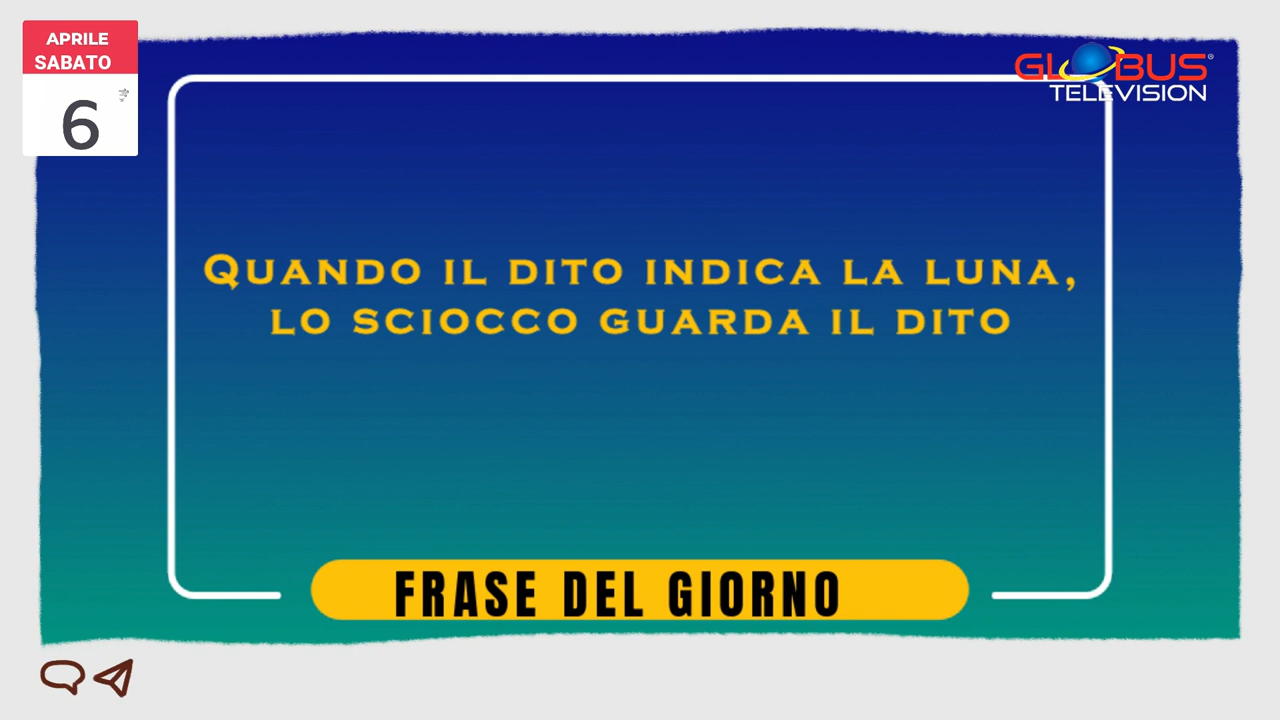 APRILE
SABATO
6
GLOBUS®
TELEVISION
Quando il dito indica la luna,
lo sciocco guarda il dito
FRASE DEL GIORNO